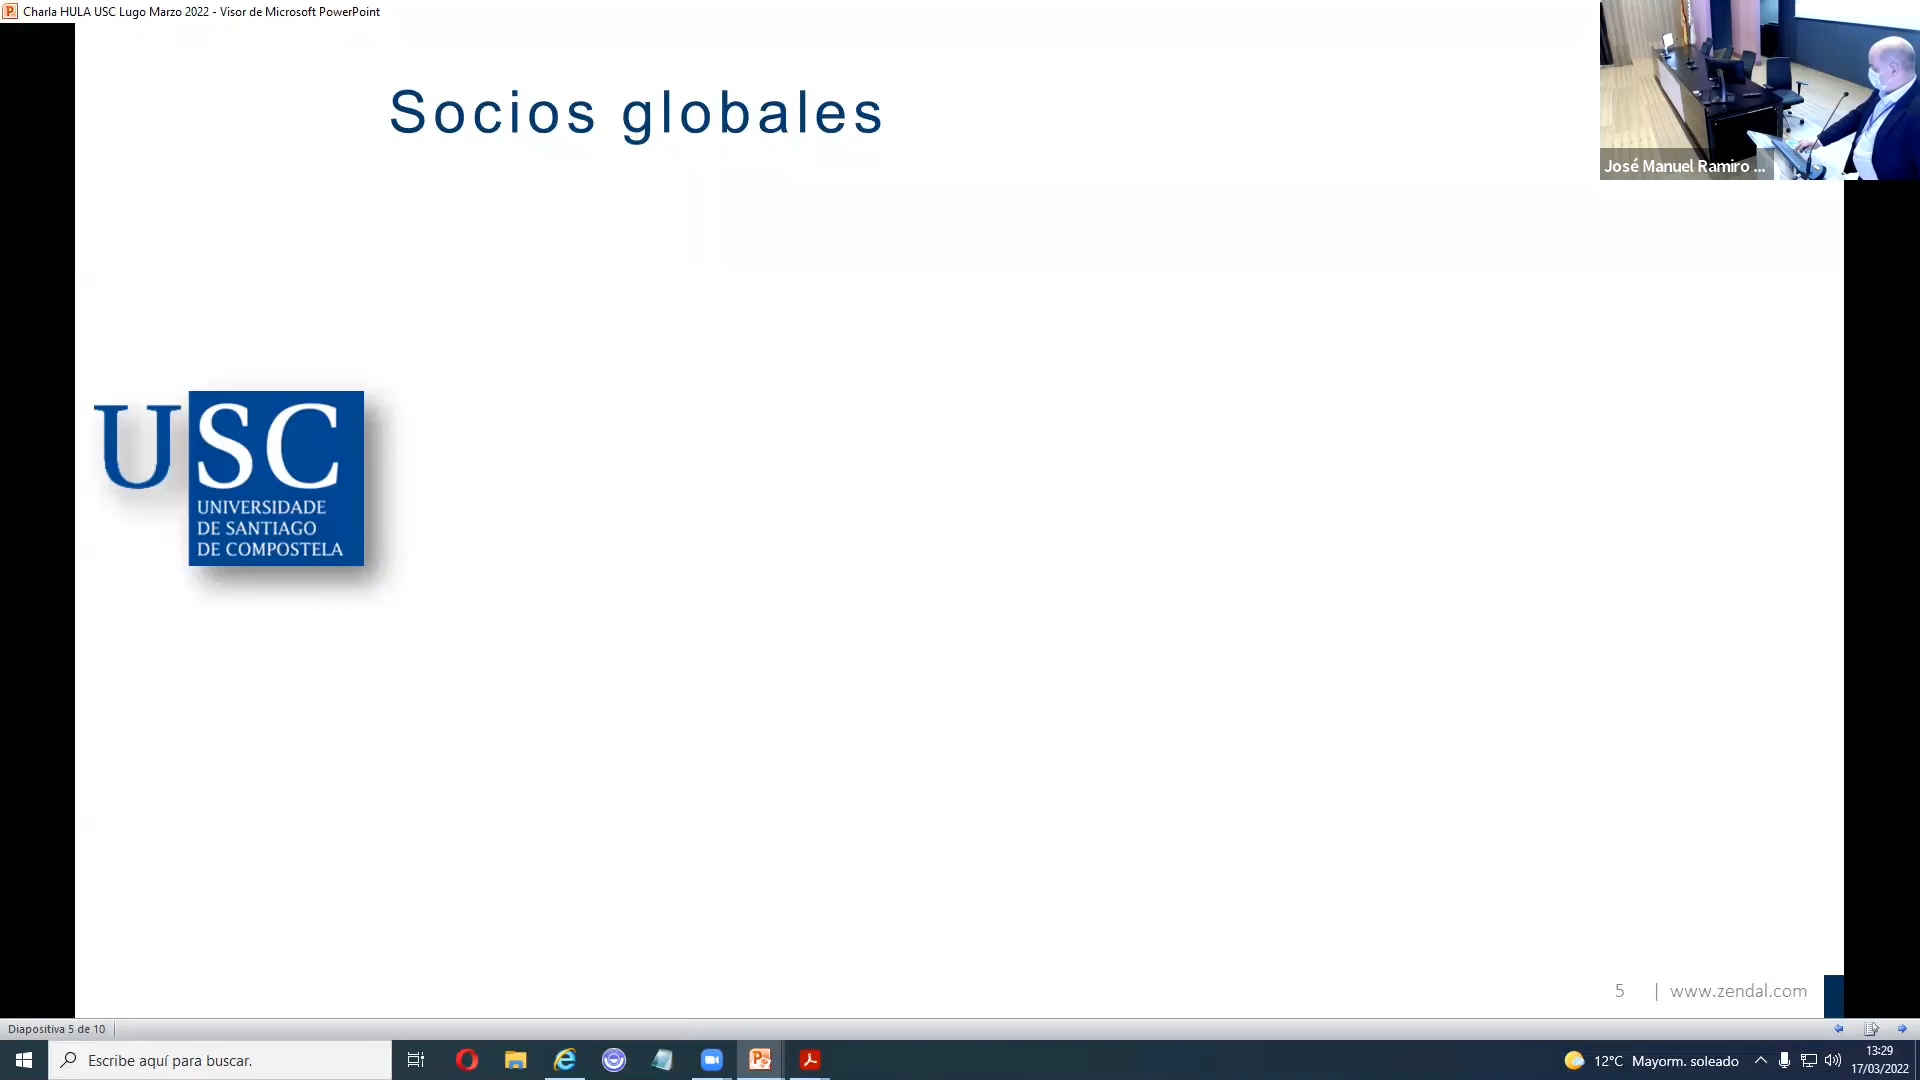 Charla HULA USC Lugo Marzo 2022 - Visor de Microsoft PowerPoint
José Manuel Ramiro ...
Socios globales
USC
UNIVERSIDADE
DE SANTIAGO
DE COMPOSTELA
5 | www.zendal.com
Diapositiva 5 de 10
Escribe aquí para buscar.
12°C Mayorm. soleado
13:29
17/03/2022